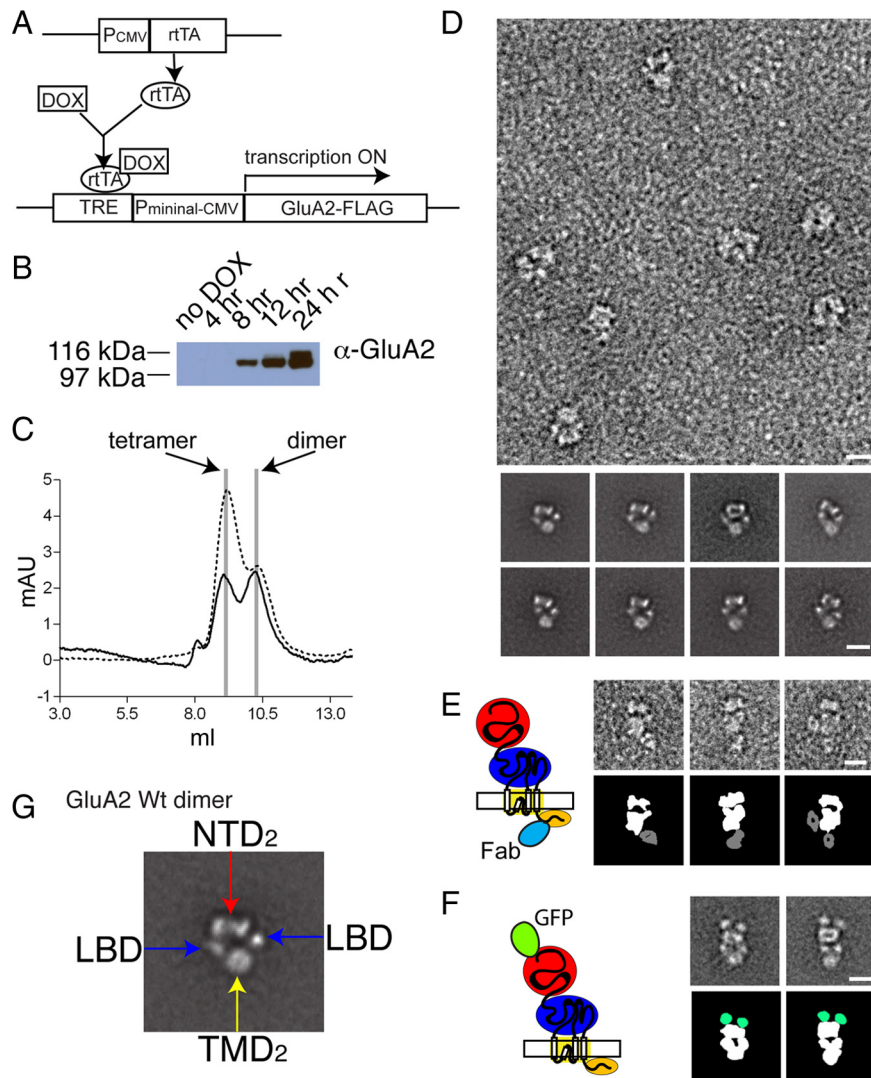 A
PCMV rtTA
DOX
rtTA
DOX
rtTA
transcription ON
TRE Pmininal-CMV GluA2-FLAG
B
no DOX
4 hr
8 hr
12 hr
24 h r
116 kDa
97 kDa
α-GluA2
C
tetramer dimer
5
4
3
2
1
0
-1
mAU
3.0 5.5 8.0 10.5 13.0
ml
G
GluA2 Wt dimer
NTD2
LBD
LBD
TMD2
D
E
Fab
F
GFP